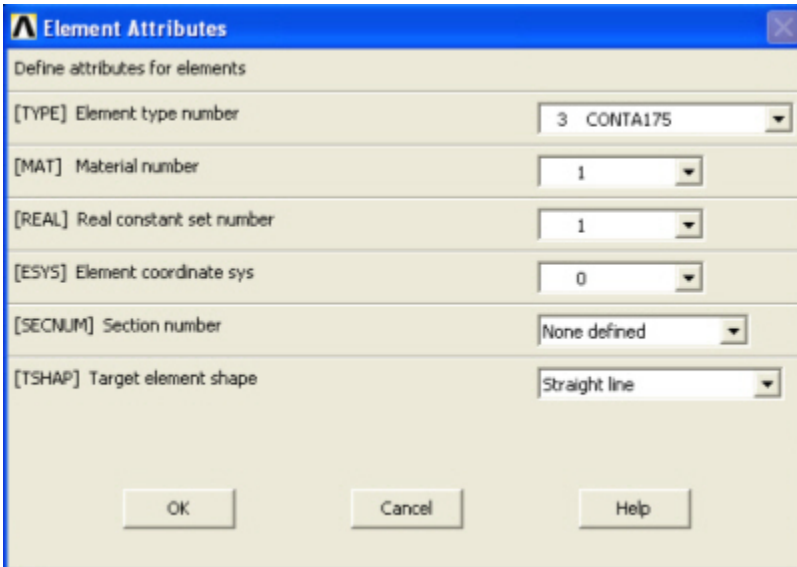 Element Attributes
Define attributes for elements
[TYPE] Element type number 3 CONTA175
[MAT] Material number 1
[REAL] Real constant set number 1
[ESYS] Element coordinate sys 0
[SECNUM] Section number None defined
[TSHAP] Target element shape Straight line
OK Cancel Help